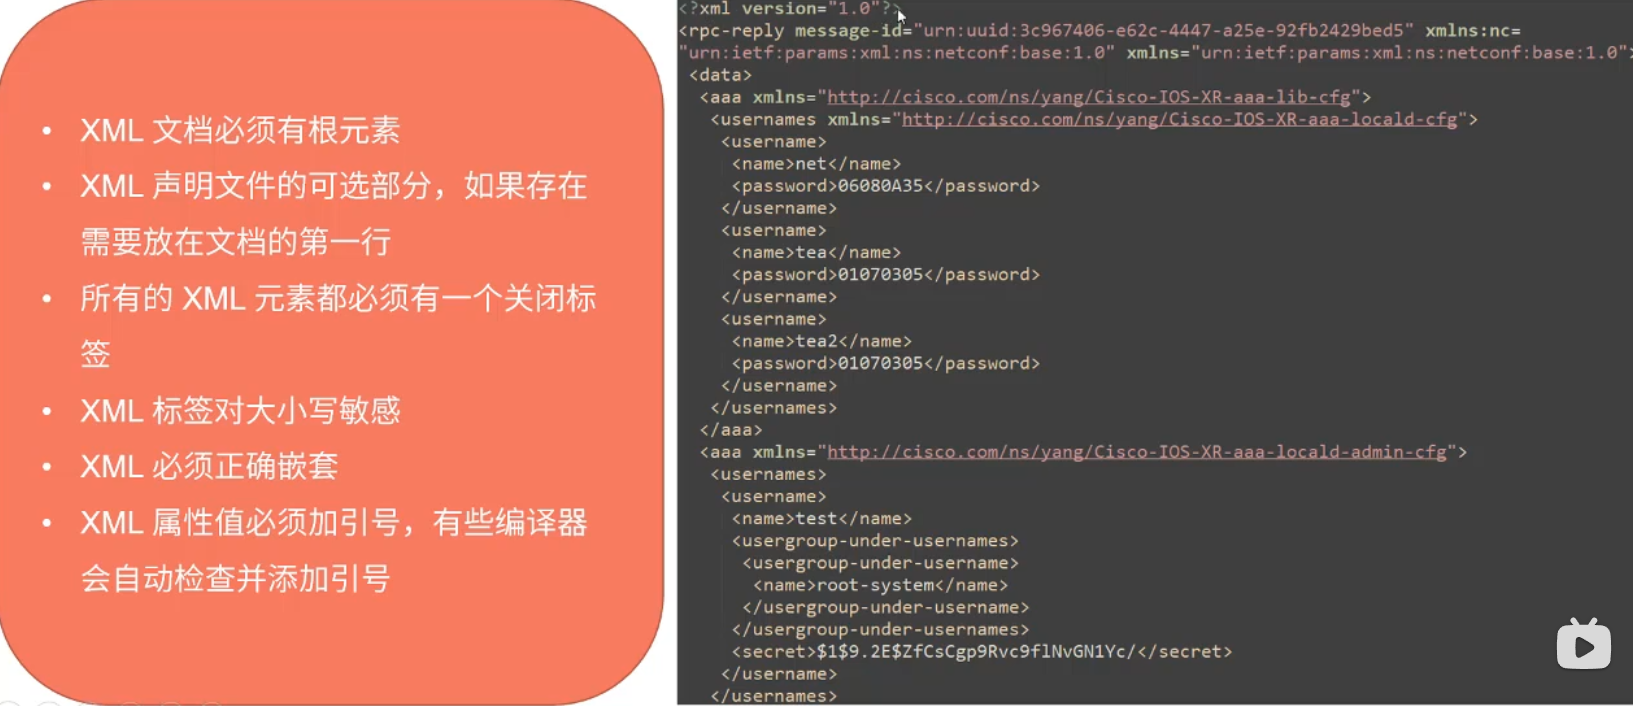 • XML 文档必须有根元素
• XML 声明文件的可选部分，如果存在
需要放在文档的第一行
• 所有的 XML 元素都必须有一个关闭标
签
• XML 标签对大小写敏感
• XML 必须正确嵌套
• XML 属性值必须加引号，有些编译器
会自动检查并添加引号
<?xml version="1.0"?>
<rpc-reply message-id="urn:uuid:3c967406-e62c-4447-a25e-92fb2429bed5" xmlns:nc=
"urn:ietf:params:xml:ns:netconf:base:1.0" xmlns="urn:ietf:params:xml:ns:netconf:base:1.0">
<data>
<aaa xmlns="http://cisco.com/ns/yang/Cisco-IOS-XR-aaa-lib-cfg">
<usernames xmlns="http://cisco.com/ns/yang/Cisco-IOS-XR-aaa-locald-cfg">
<username>
<name>net</name>
<password>06080A35</password>
</username>
<username>
<name>tea</name>
<password>01070305</password>
</username>
<username>
<name>tea2</name>
<password>01070305</password>
</username>
</usernames>
</aaa>
<aaa xmlns="http://cisco.com/ns/yang/Cisco-IOS-XR-aaa-locald-admin-cfg">
<usernames>
<username>
<name>test</name>
<usergroup-under-usernames>
<usergroup-under-username>
<name>root-system</name>
</usergroup-under-username>
</usergroup-under-usernames>
<secret>$1$9.2E$ZfCsCgp9Rvc9flNvGN1Yc/</secret>
</username>
</usernames>